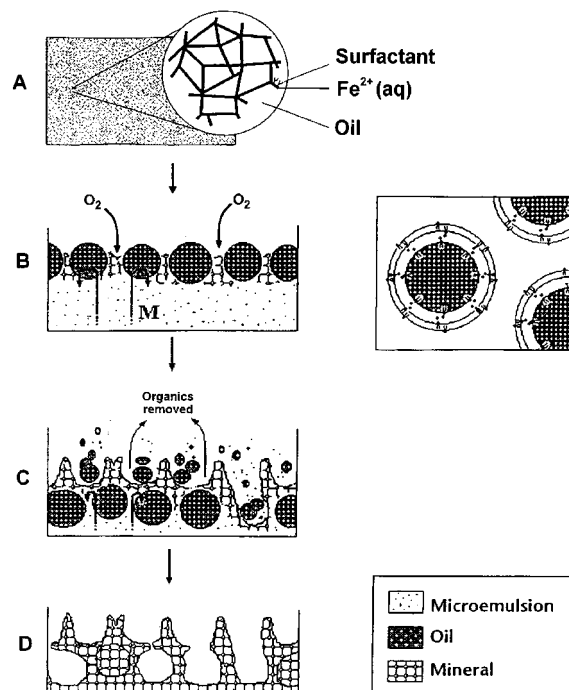 A
Surfactant
Fe²⁺ (aq)
Oil
O₂
O₂
B
M
Organics
removed
C
D
Microemulsion
Oil
Mineral